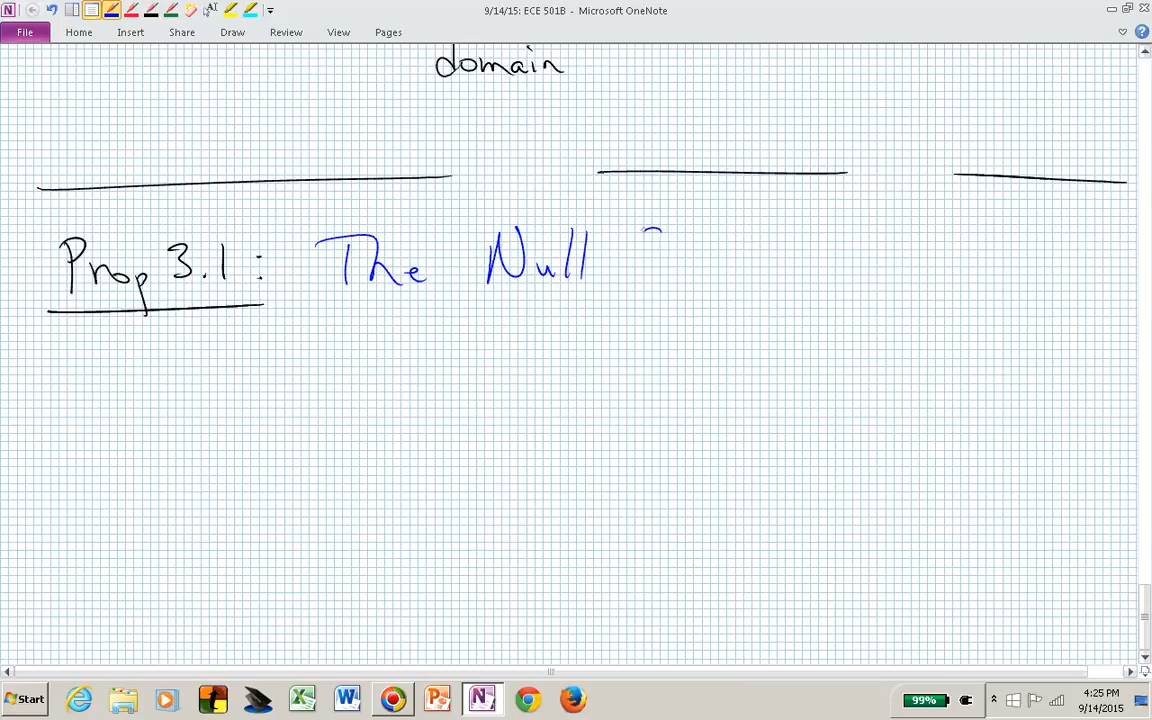 9/14/15: ECE 501B - Microsoft OneNote
File Home Insert Share Draw Review View Pages
domain
Prop 3.1: The Null
Start
99%
4:25 PM
9/14/2015